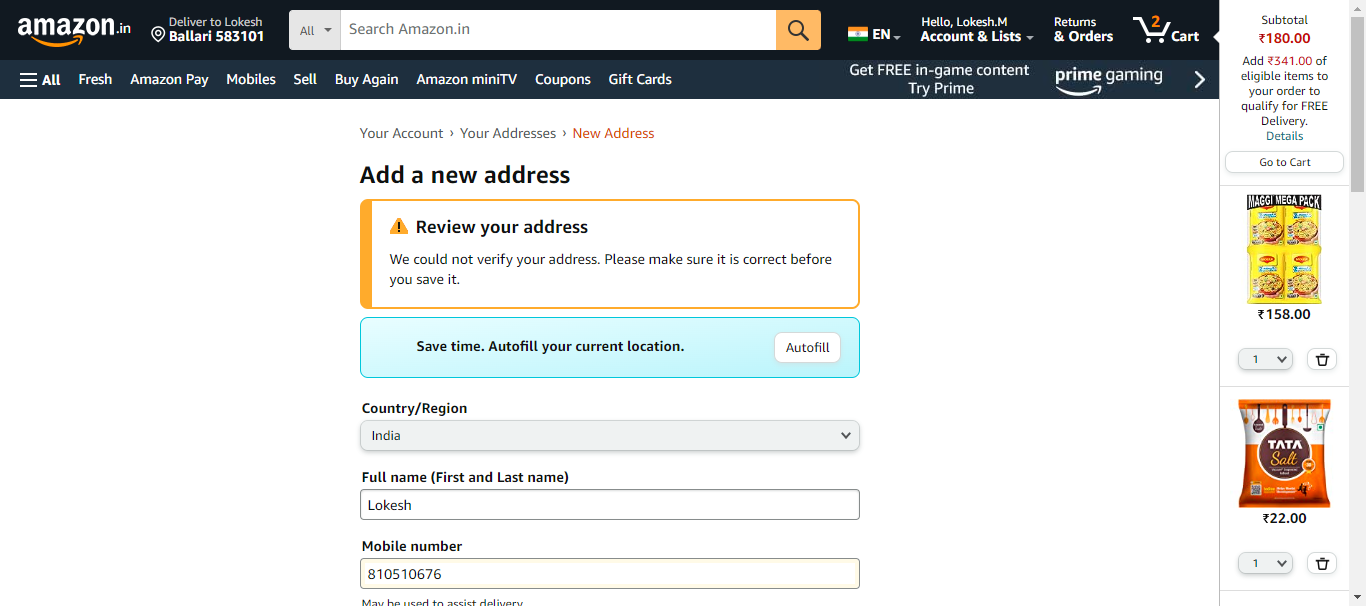 amazon.in
Deliver to Lokesh
Ballari 583101
All
Search Amazon.in
EN
Hello, Lokesh.M
Account & Lists
Returns
& Orders
2
Cart
All
Fresh
Amazon Pay
Mobiles
Sell
Buy Again
Amazon miniTV
Coupons
Gift Cards
Get FREE in-game content
Try Prime
prime gaming
Your Account › Your Addresses › New Address
Add a new address
Review your address
We could not verify your address. Please make sure it is correct before
you save it.
Save time. Autofill your current location.
Autofill
Country/Region
India
Full name (First and Last name)
Lokesh
Mobile number
810510676
May be used to assist delivery
Subtotal
₹180.00
Add ₹341.00 of
eligible items to
your order to
qualify for FREE
Delivery.
Details
Go to Cart
MAGGI MEGA PACK
₹158.00
1
TATA
Salt
₹22.00
1